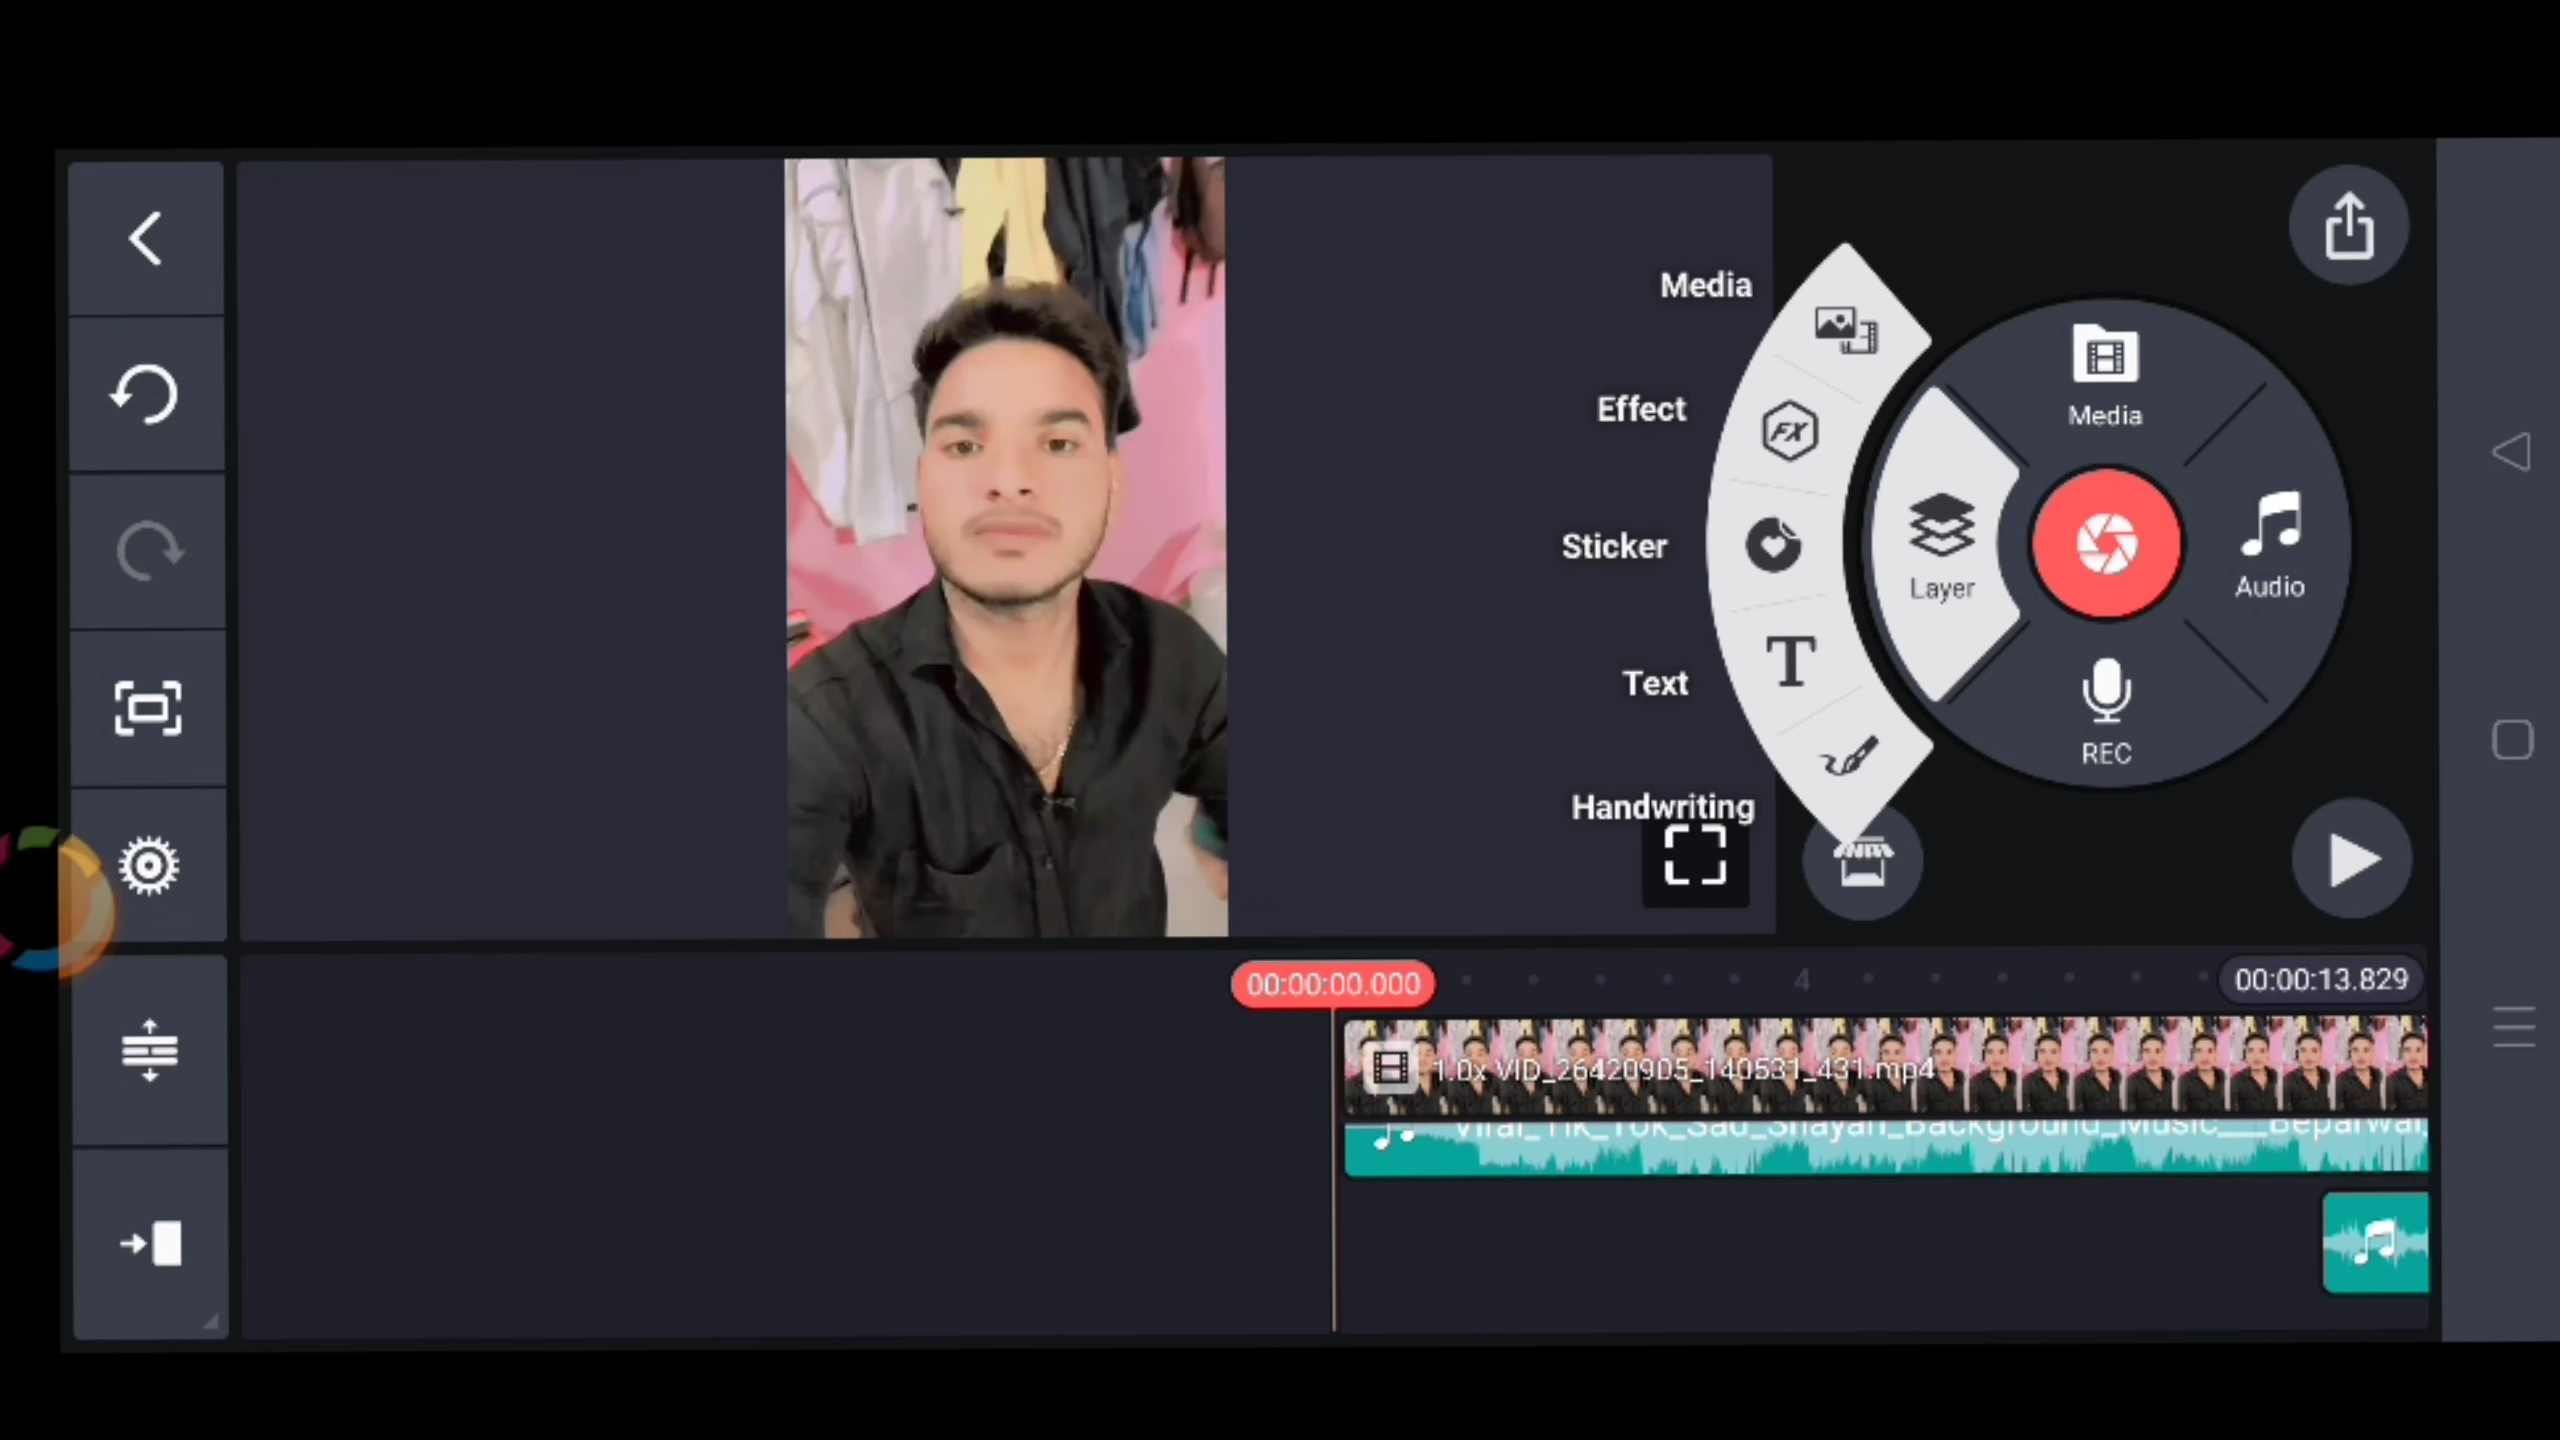 Media
Effect
Sticker
Text
Handwriting
Media
Layer
Audio
REC
00:00:00.000
4
00:00:13.829
1.0x VID_26420905_140531_431.mp4
Viral_Tik_Tok_Sad_Shayari_Background_Music___Beparwai_